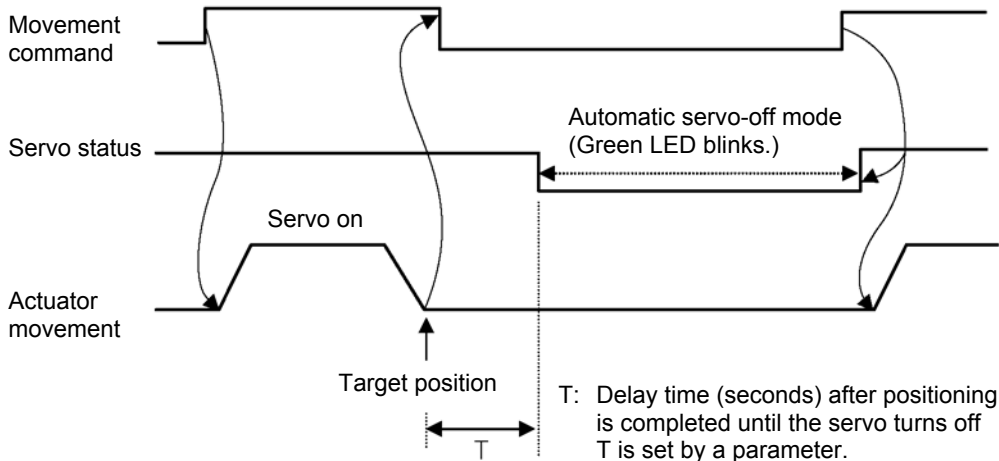 Movement
command
Automatic servo-off mode
(Green LED blinks.)
Servo status
Servo on
Actuator
movement
Target position
T: Delay time (seconds) after positioning
is completed until the servo turns off
T is set by a parameter.
T